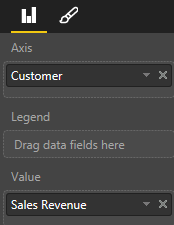 Axis
Customer
Legend
Drag data fields here
Value
Sales Revenue